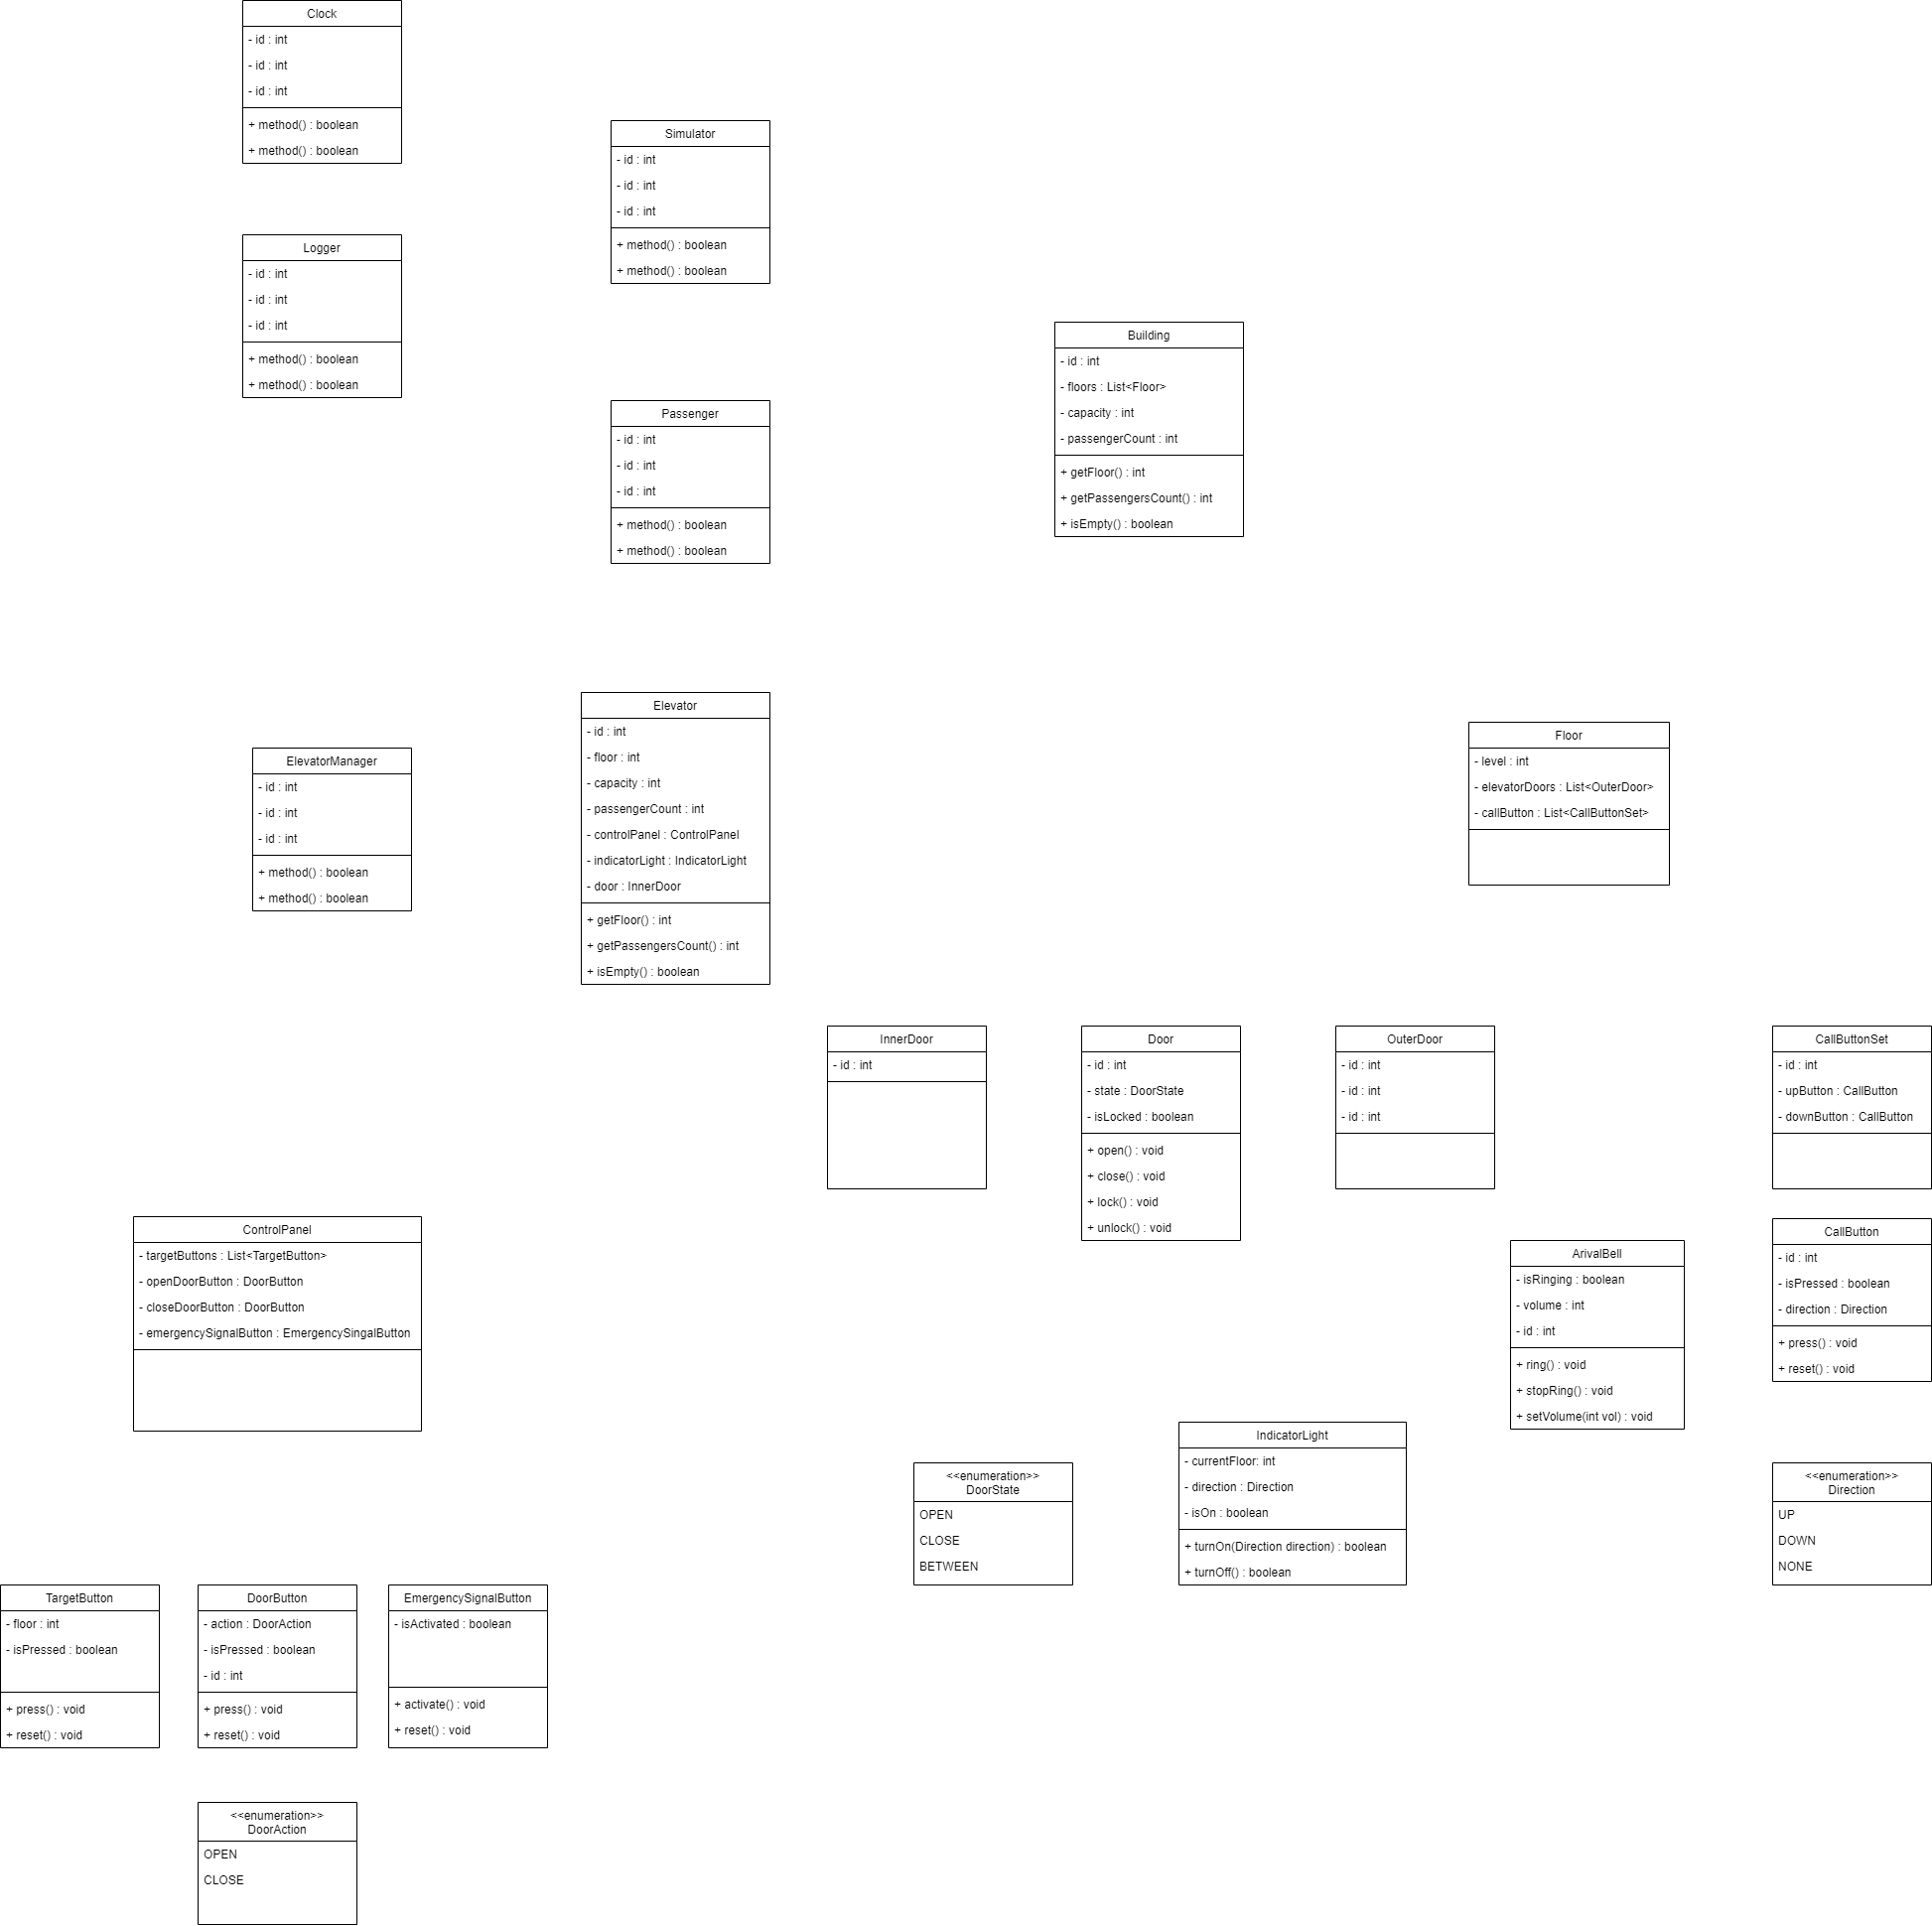 Clock
- id : int
- id : int
- id : int
+ method() : boolean
+ method() : boolean
Simulator
- id : int
- id : int
- id : int
+ method() : boolean
+ method() : boolean
Logger
- id : int
- id : int
- id : int
+ method() : boolean
+ method() : boolean
Building
- id : int
- floors : List<Floor>
- capacity : int
- passengerCount : int
+ getFloor() : int
+ getPassengersCount() : int
+ isEmpty() : boolean
Passenger
- id : int
- id : int
- id : int
+ method() : boolean
+ method() : boolean
Elevator
- id : int
- floor : int
- capacity : int
- passengerCount : int
- controlPanel : ControlPanel
- indicatorLight : IndicatorLight
- door : InnerDoor
+ getFloor() : int
+ getPassengersCount() : int
+ isEmpty() : boolean
Floor
- level : int
- elevatorDoors : List<OuterDoor>
- callButton : List<CallButtonSet>
ElevatorManager
- id : int
- id : int
- id : int
+ method() : boolean
+ method() : boolean
InnerDoor
- id : int
Door
- id : int
- state : DoorState
- isLocked : boolean
+ open() : void
+ close() : void
+ lock() : void
+ unlock() : void
OuterDoor
- id : int
- id : int
- id : int
CallButtonSet
- id : int
- upButton : CallButton
- downButton : CallButton
ControlPanel
- targetButtons : List<TargetButton>
- openDoorButton : DoorButton
- closeDoorButton : DoorButton
- emergencySignalButton : EmergencySingalButton
CallButton
- id : int
- isPressed : boolean
- direction : Direction
+ press() : void
+ reset() : void
ArivalBell
- isRinging : boolean
- volume : int
- id : int
+ ring() : void
+ stopRing() : void
+ setVolume(int vol) : void
IndicatorLight
- currentFloor: int
- direction : Direction
- isOn : boolean
+ turnOn(Direction direction) : boolean
+ turnOff() : boolean
<<enumeration>>
DoorState
OPEN
CLOSE
BETWEEN
<<enumeration>>
Direction
UP
DOWN
NONE
TargetButton
- floor : int
- isPressed : boolean
+ press() : void
+ reset() : void
DoorButton
- action : DoorAction
- isPressed : boolean
- id : int
+ press() : void
+ reset() : void
EmergencySignalButton
- isActivated : boolean
+ activate() : void
+ reset() : void
<<enumeration>>
DoorAction
OPEN
CLOSE